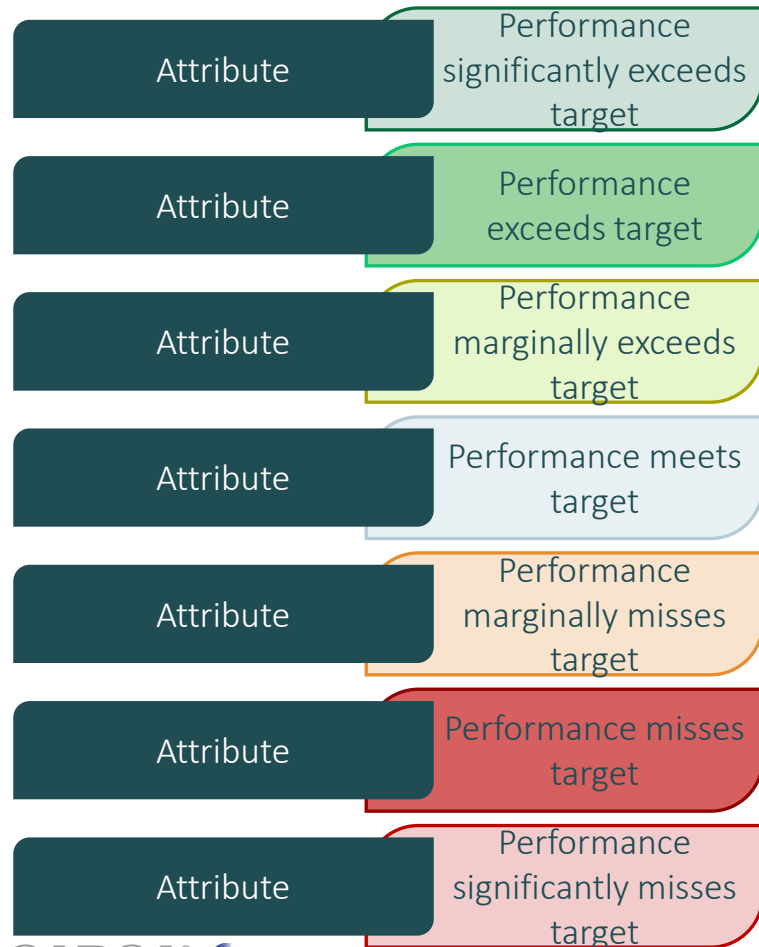 Attribute
Performance
significantly exceeds
target
Attribute
Performance
exceeds target
Attribute
Performance
marginally exceeds
target
Attribute
Performance meets
target
Attribute
Performance
marginally misses
target
Attribute
Performance misses
target
Attribute
Performance
significantly misses
target